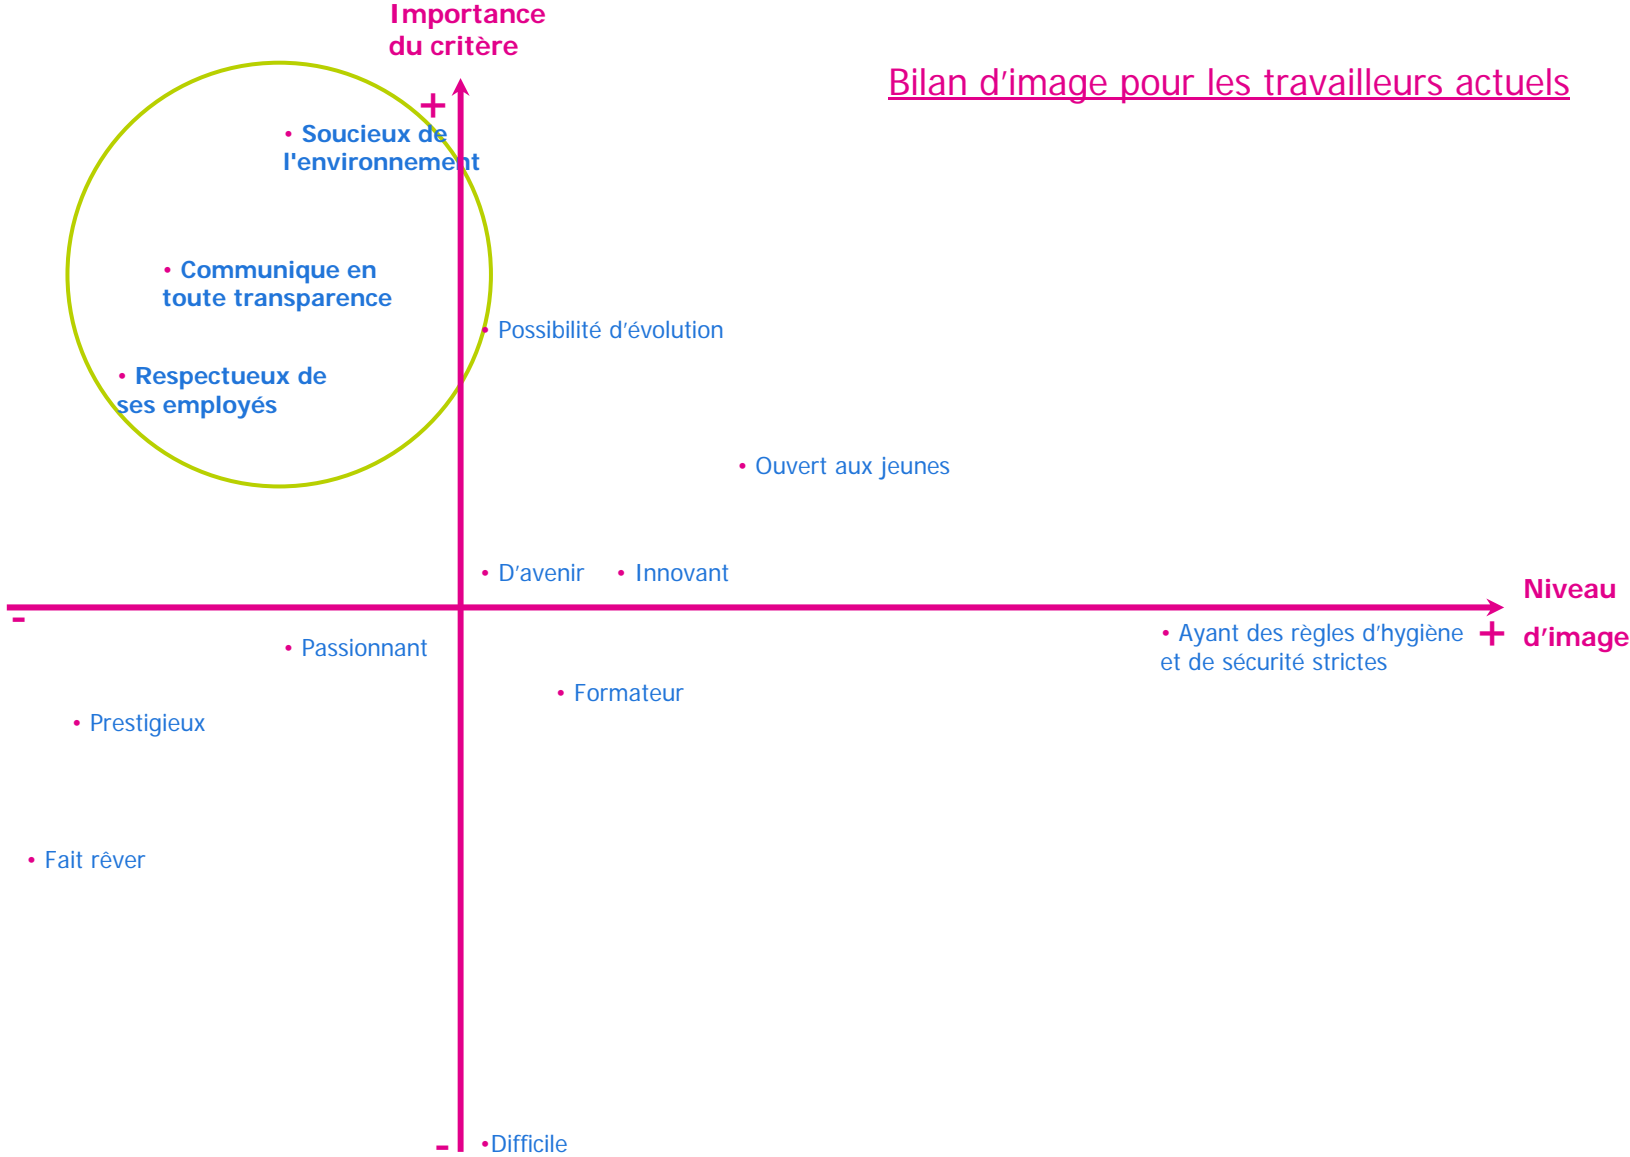 Importance
du critère
Bilan d'image pour les travailleurs actuels
+
• Soucieux de
l'environnement
• Communique en
toute transparence
• Possibilité d'évolution
• Respectueux de
ses employés
• Ouvert aux jeunes
• D'avenir
• Innovant
Niveau
d'image
-
+
• Ayant des règles d'hygiène
et de sécurité strictes
• Passionnant
• Formateur
• Prestigieux
• Fait rêver
-
•Difficile